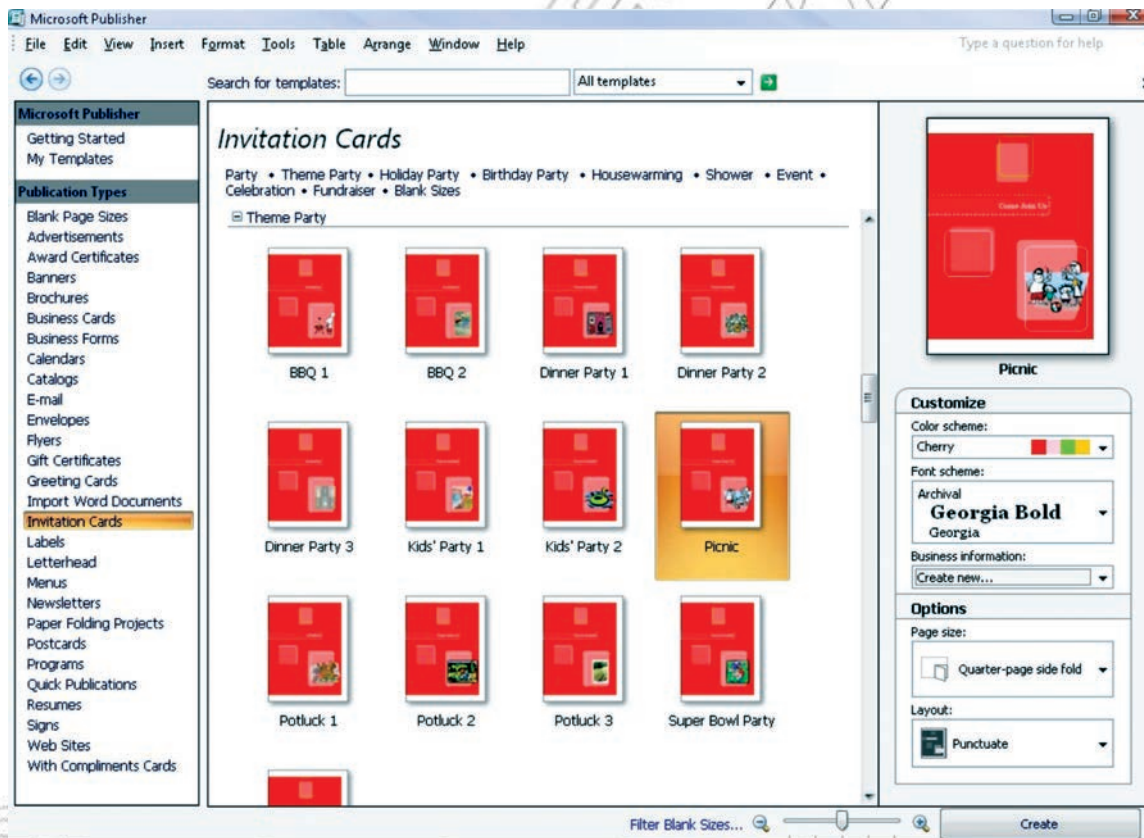 Microsoft Publisher
File Edit View Insert Format Tools Table Arrange Window Help
Type a question for help
Search for templates:
All templates
Microsoft Publisher
Getting Started
My Templates
Publication Types
Blank Page Sizes
Advertisements
Award Certificates
Banners
Brochures
Business Cards
Business Forms
Calendars
Catalogs
E-mail
Envelopes
Flyers
Gift Certificates
Greeting Cards
Import Word Documents
Invitation Cards
Labels
Letterhead
Menus
Newsletters
Paper Folding Projects
Postcards
Programs
Quick Publications
Resumes
Signs
Web Sites
With Compliments Cards
Invitation Cards
Party • Theme Party • Holiday Party • Birthday Party • Housewarming • Shower • Event •
Celebration • Fundraiser • Blank Sizes
Theme Party
BBQ 1
BBQ 2
Dinner Party 1
Dinner Party 2
Dinner Party 3
Kids' Party 1
Kids' Party 2
Picnic
Potluck 1
Potluck 2
Potluck 3
Super Bowl Party
Come Join Us
Picnic
Customize
Color scheme:
Cherry
Font scheme:
Archival
Georgia Bold
Georgia
Business information:
Create new...
Options
Page size:
Quarter-page side fold
Layout:
Punctuate
Filter Blank Sizes...
Create